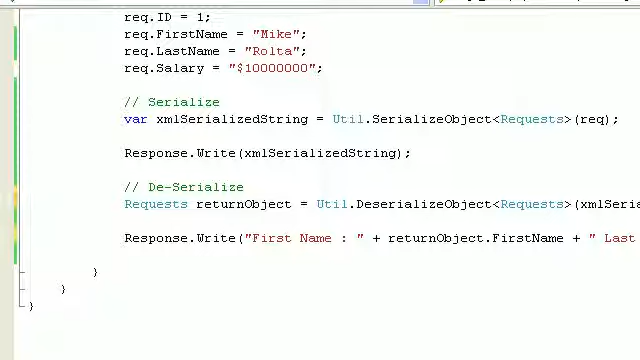 req.ID = 1;
req.FirstName = "Mike";
req.LastName = "Rolta";
req.Salary = "$10000000";
// Serialize
var xmlSerializedString = Util.SerializeObject<Requests>(req);
Response.Write(xmlSerializedString);
// De-Serialize
Requests returnObject = Util.DeserializeObject<Requests>(xmlSeria
Response.Write("First Name : " + returnObject.FirstName + " Last
}
}
}